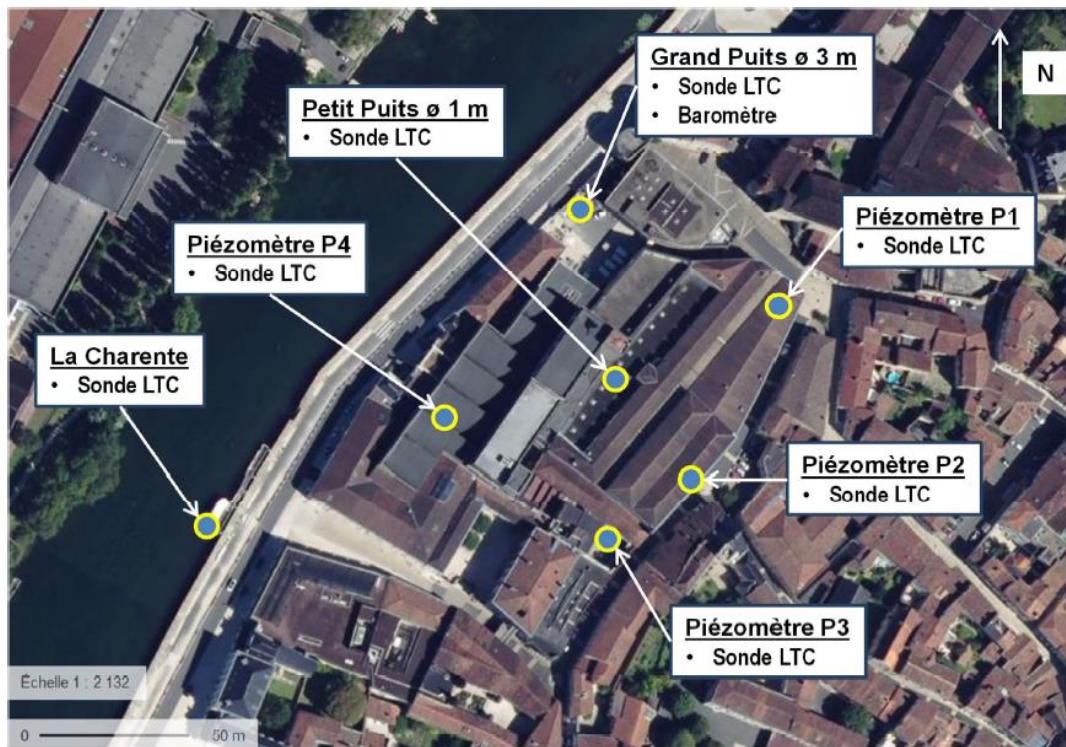 Grand Puits ø 3 m
• Sonde LTC
• Baromètre
N
Petit Puits ø 1 m
• Sonde LTC
Piézomètre P1
• Sonde LTC
Piézomètre P4
• Sonde LTC
La Charente
• Sonde LTC
Piézomètre P2
• Sonde LTC
Piézomètre P3
• Sonde LTC
Échelle 1 : 2 132
0 50 m